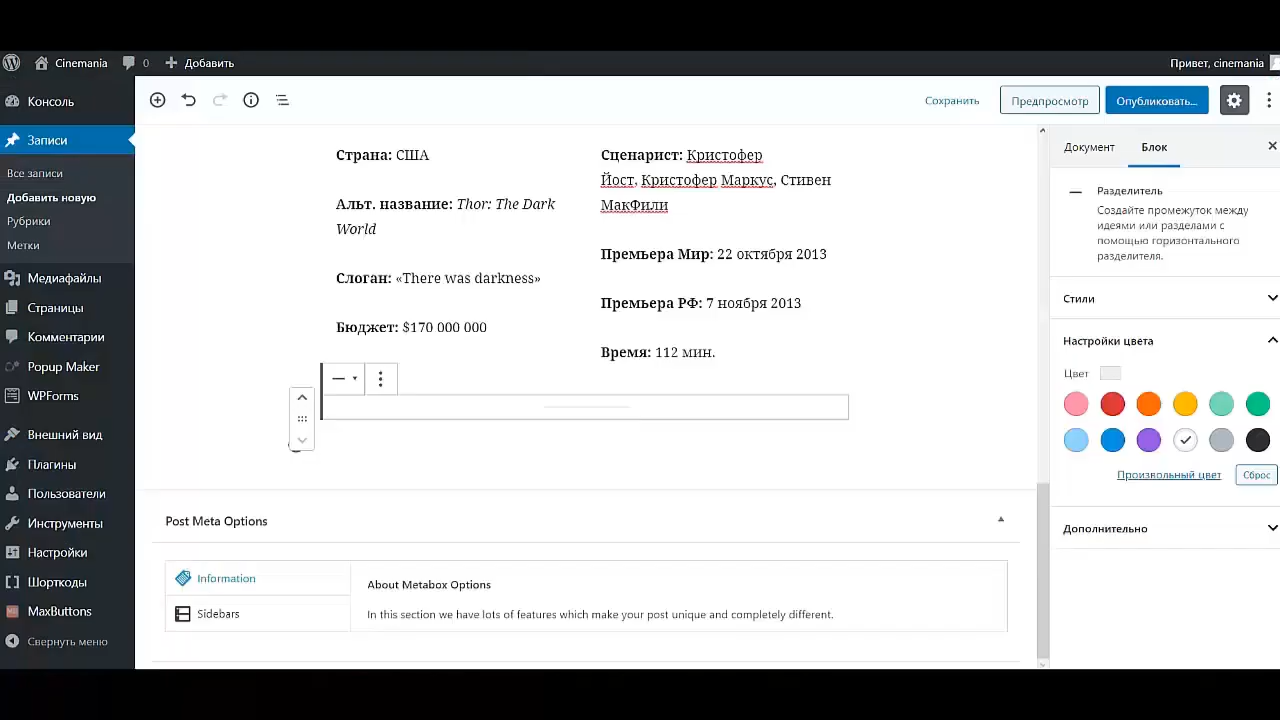 Cinemania
0
Добавить
Привет, cinemania
Консоль
Записи
Все записи
Добавить новую
Рубрики
Метки
Медиафайлы
Страницы
Комментарии
Popup Maker
WPForms
Внешний вид
Плагины
Пользователи
Инструменты
Настройки
Шорткоды
MaxButtons
Свернуть меню
Сохранить
Предпросмотр
Опубликовать...
Страна: США
Альт. название: Thor: The Dark
World
Слоган: «There was darkness»
Бюджет: $170 000 000
Сценарист: Кристофер
Йост, Кристофер Маркус, Стивен
МакФили
Премьера Мир: 22 октября 2013
Премьера РФ: 7 ноября 2013
Время: 112 мин.
Post Meta Options
Information
Sidebars
About Metabox Options
In this section we have lots of features which make your post unique and completely different.
Документ
Блок
Разделитель
Создайте промежуток между
идеями или разделами с
помощью горизонтального
разделителя.
Стили
Настройки цвета
Цвет
Произвольный цвет
Сброс
Дополнительно